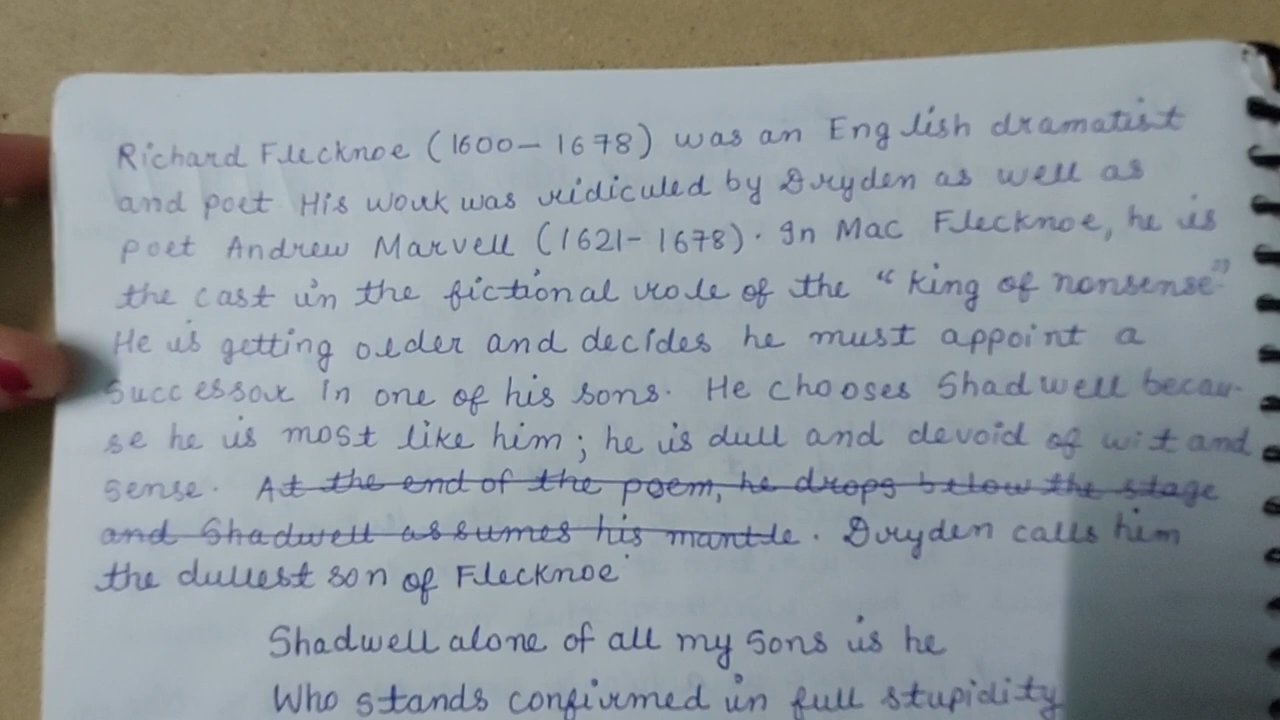 Richard Flecknoe (1600-1678) was an English dramatist
and poet His work was ridiculed by Dryden as well as
poet Andrew Marvell (1621-1678). In Mac Flecknoe, he is
the cast in the fictional role of the "king of nonsense"
He is getting older and decides he must appoint a
Successor In one of his sons. He chooses Shadwell becau-
se he is most like him; he is dull and devoid of wit and
sense. At the end of the poem, he drops below the stage
and Shadwell assumes his mantle. Dryden calls him
the dullest son of Flecknoe
Shadwell alone of all my sons is he
Who stands confirmed in full stupidity